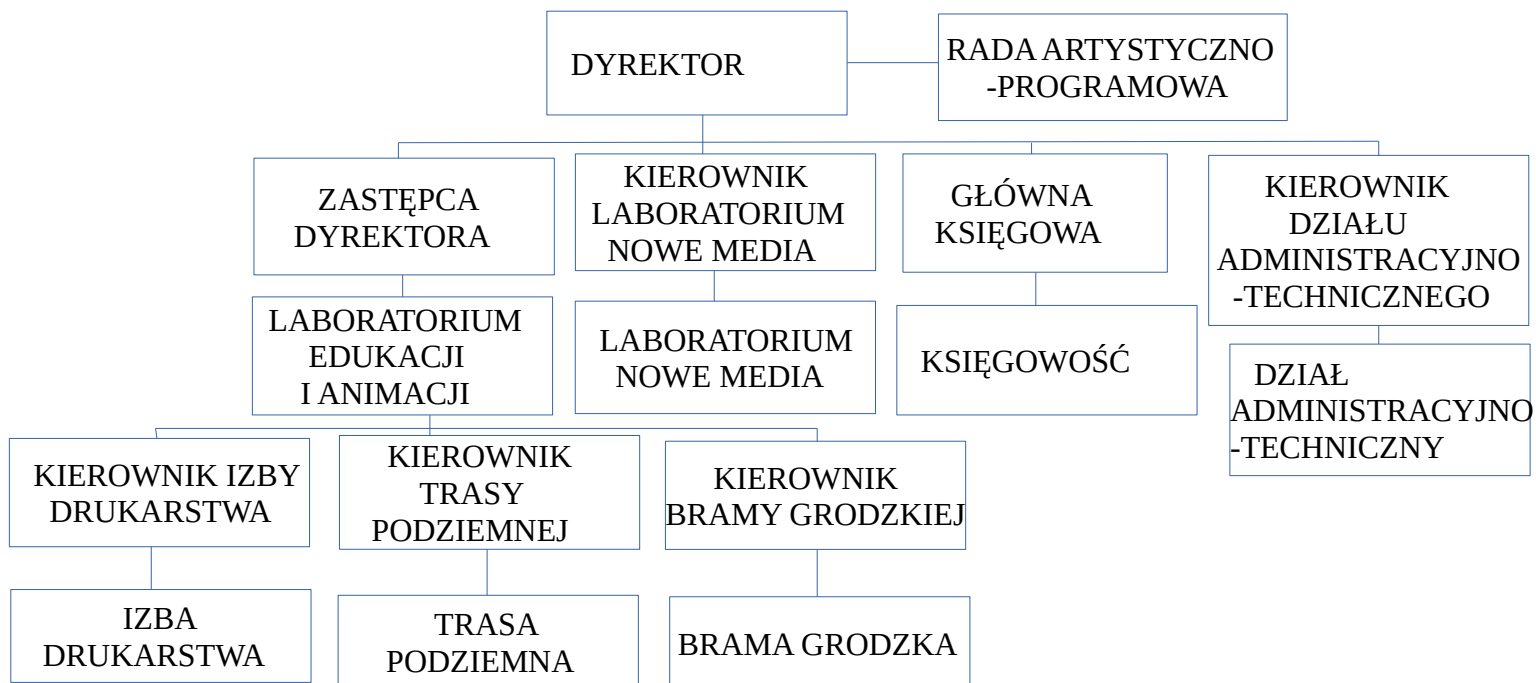 DYREKTOR
RADA ARTYSTYCZNO
-PROGRAMOWA
ZASTĘPCA
DYREKTORA
KIEROWNIK
LABORATORIUM
NOWE MEDIA
GŁÓWNA
KSIĘGOWA
KIEROWNIK
DZIAŁU
ADMINISTRACYJNO
-TECHNICZNEGO
LABORATORIUM
EDUKACJI
I ANIMACJI
LABORATORIUM
NOWE MEDIA
KSIĘGOWOŚĆ
DZIAŁ
ADMINISTRACYJNO
-TECHNICZNY
KIEROWNIK IZBY
DRUKARSTWA
KIEROWNIK
TRASY
PODZIEMNEJ
KIEROWNIK
BRAMY GRODZKIEJ
IZBA
DRUKARSTWA
TRASA
PODZIEMNA
BRAMA GRODZKA